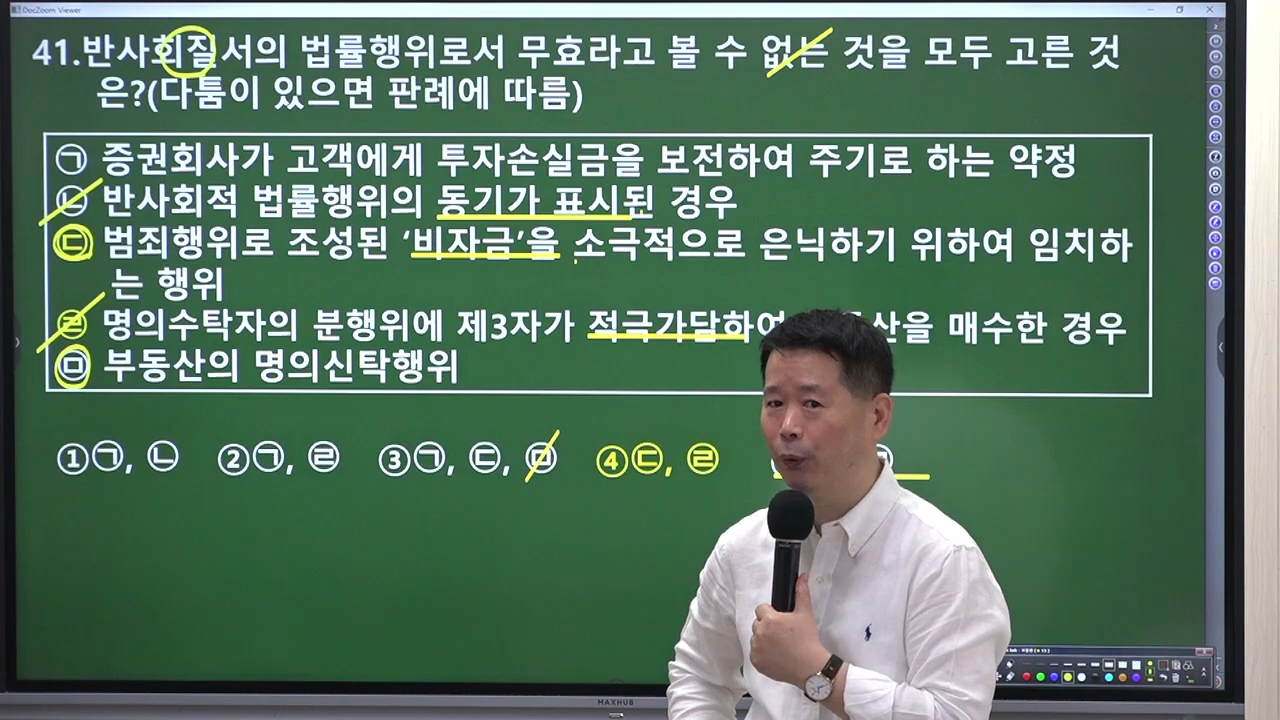 DocZoom Viewer
41.반사회질서의 법률행위로서 무효라고 볼 수 없는 것을 모두 고른 것
은?(다툼이 있으면 판례에 따름)
㉠ 증권회사가 고객에게 투자손실금을 보전하여 주기로 하는 약정
㉡ 반사회적 법률행위의 동기가 표시된 경우
㉢ 범죄행위로 조성된 ‘비자금’을 소극적으로 은닉하기 위하여 임치하
는 행위
㉣ 명의수탁자의 분행위에 제3자가 적극가담하여 산을 매수한 경우
㉤ 부동산의 명의신탁행위
①㉠, ㉡ ②㉠, ㉣ ③㉠, ㉢, ㉤ ④㉢, ㉣
MAXHUB